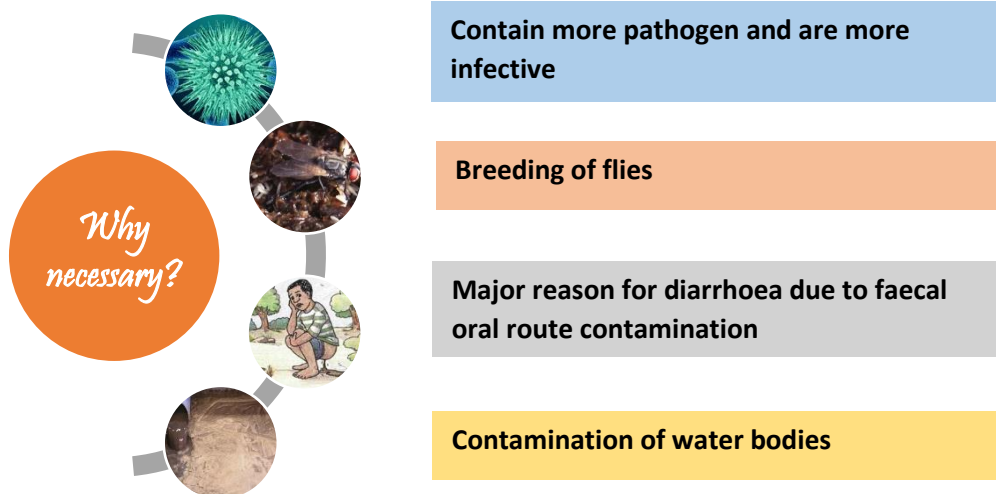 Why
necessary?
Contain more pathogen and are more
infective
Breeding of flies
Major reason for diarrhoea due to faecal
oral route contamination
Contamination of water bodies